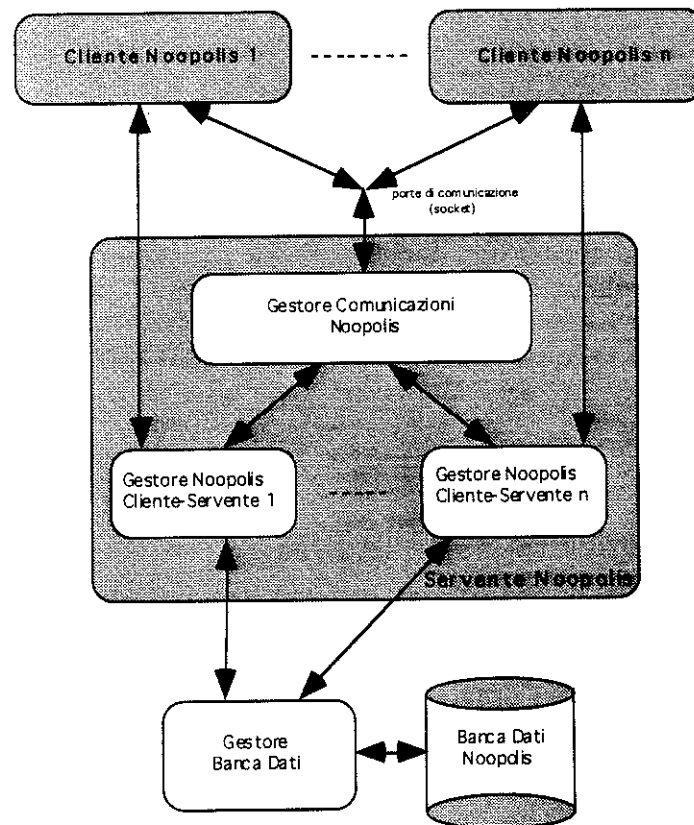 Cliente Noopolis 1
Cliente Noopolis n
porte di comunicazione
(socket)
Gestore Comunicazioni
Noopolis
Gestore Noopolis
Cliente-Servente 1
Gestore Noopolis
Cliente-Servente n
Servente Noopolis
Gestore
Banca Dati
Banca Dati
Noopolis